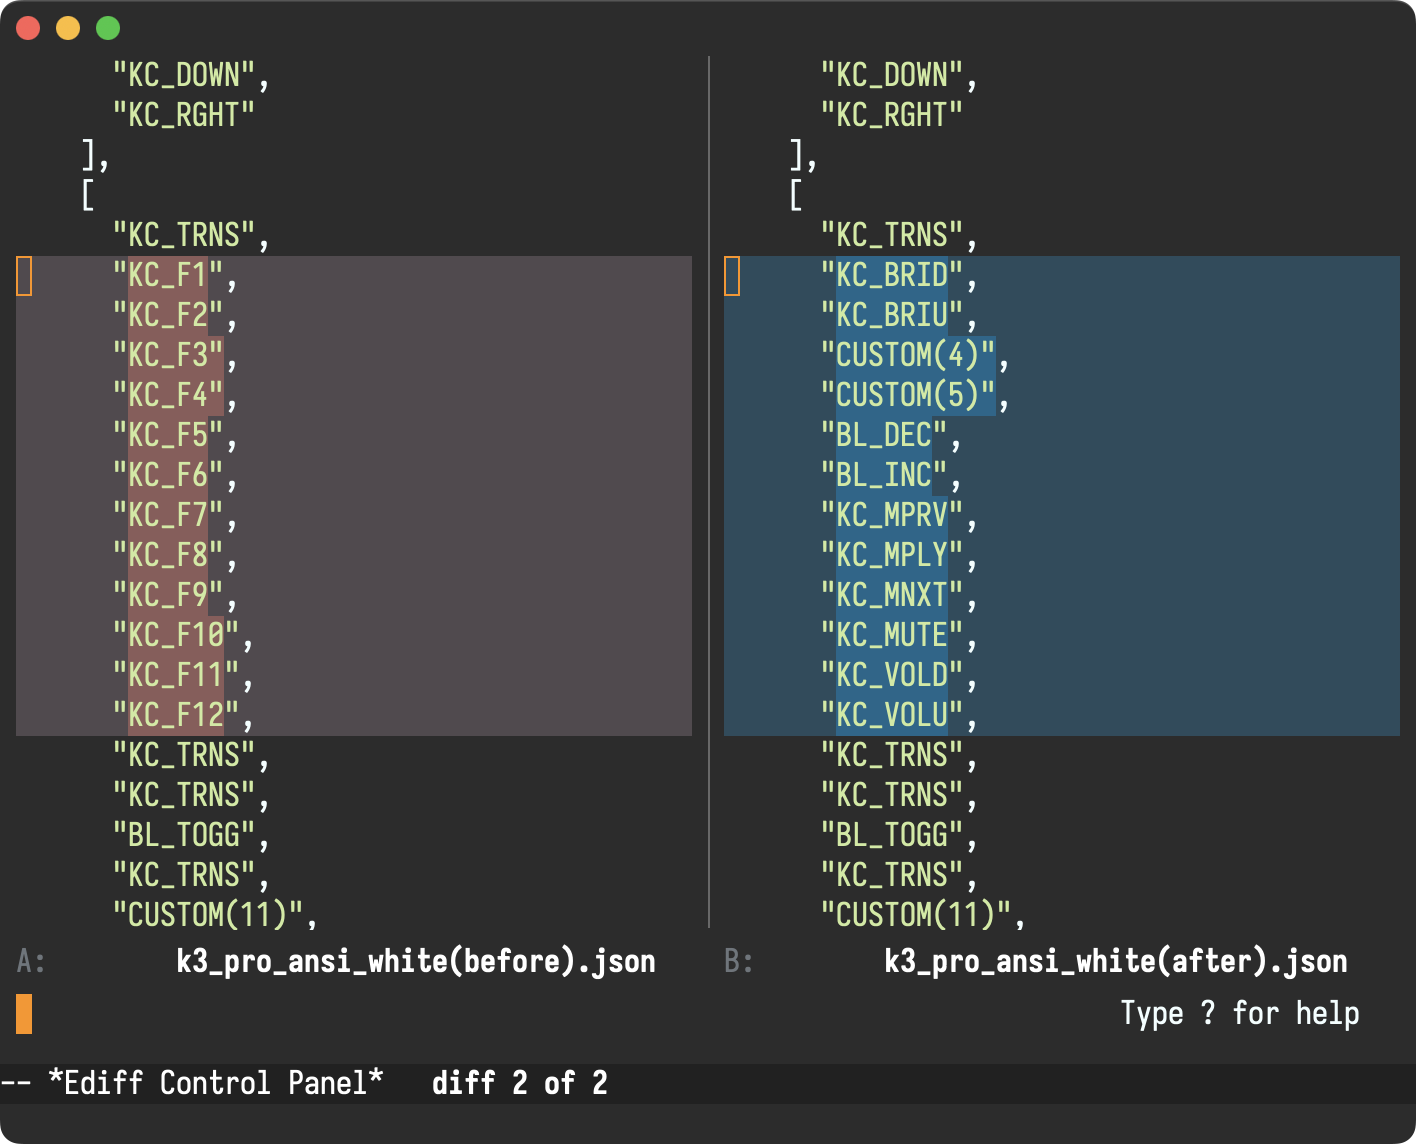 "KC_DOWN",
"KC_RGHT"
],
[
"KC_TRNS",
"KC_F1",
"KC_F2",
"KC_F3",
"KC_F4",
"KC_F5",
"KC_F6",
"KC_F7",
"KC_F8",
"KC_F9",
"KC_F10",
"KC_F11",
"KC_F12",
"KC_TRNS",
"KC_TRNS",
"BL_TOGG",
"KC_TRNS",
"CUSTOM(11)",
A: k3_pro_ansi_white(before).json
"KC_DOWN",
"KC_RGHT"
],
[
"KC_TRNS",
"KC_BRID",
"KC_BRIU",
"CUSTOM(4)",
"CUSTOM(5)",
"BL_DEC",
"BL_INC",
"KC_MPRV",
"KC_MPLY",
"KC_MNXT",
"KC_MUTE",
"KC_VOLD",
"KC_VOLU",
"KC_TRNS",
"KC_TRNS",
"BL_TOGG",
"KC_TRNS",
"CUSTOM(11)",
B: k3_pro_ansi_white(after).json
Type ? for help
-- *Ediff Control Panel* diff 2 of 2